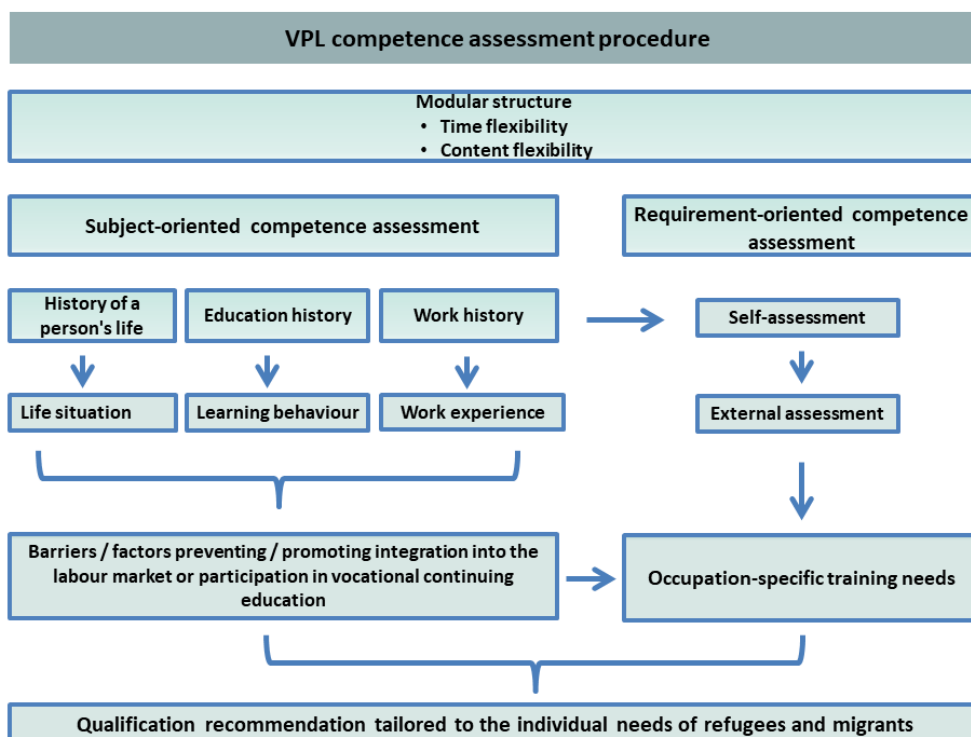 VPL competence assessment procedure
Modular structure
• Time flexibility
• Content flexibility
Subject-oriented competence assessment
Requirement-oriented competence
assessment
History of a
person's life
Education history
Work history
Self-assessment
Life situation
Learning behaviour
Work experience
External assessment
Barriers / factors preventing / promoting integration into the
labour market or participation in vocational continuing
education
Occupation-specific training needs
Qualification recommendation tailored to the individual needs of refugees and migrants